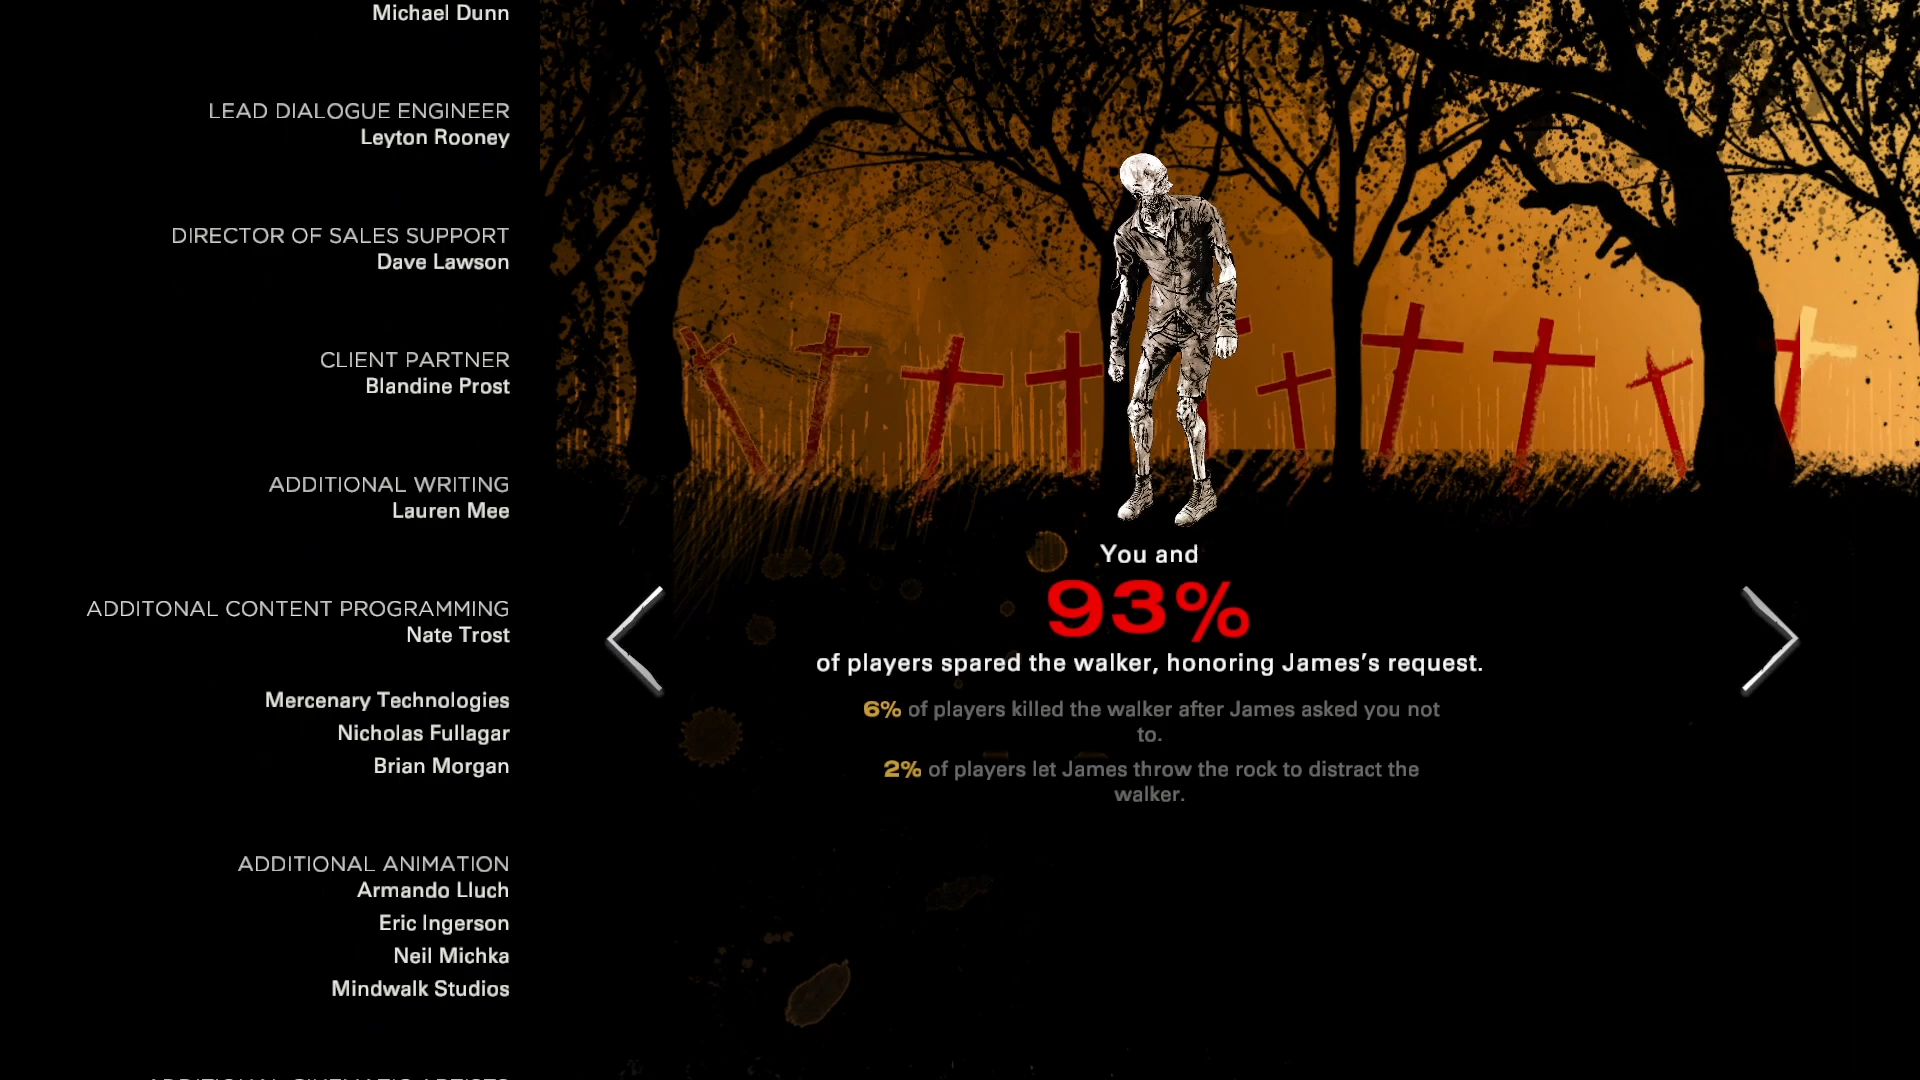 Michael Dunn
LEAD DIALOGUE ENGINEER
Leyton Rooney
DIRECTOR OF SALES SUPPORT
Dave Lawson
CLIENT PARTNER
Blandine Prost
ADDITIONAL WRITING
Lauren Mee
ADDITONAL CONTENT PROGRAMMING
Nate Trost
Mercenary Technologies
Nicholas Fullagar
Brian Morgan
ADDITIONAL ANIMATION
Armando Lluch
Eric Ingerson
Neil Michka
Mindwalk Studios
ADDITIONAL CINEMATIC ARTISTS
You and
93%
of players spared the walker, honoring James's request.
6% of players killed the walker after James asked you not
to.
2% of players let James throw the rock to distract the
walker.